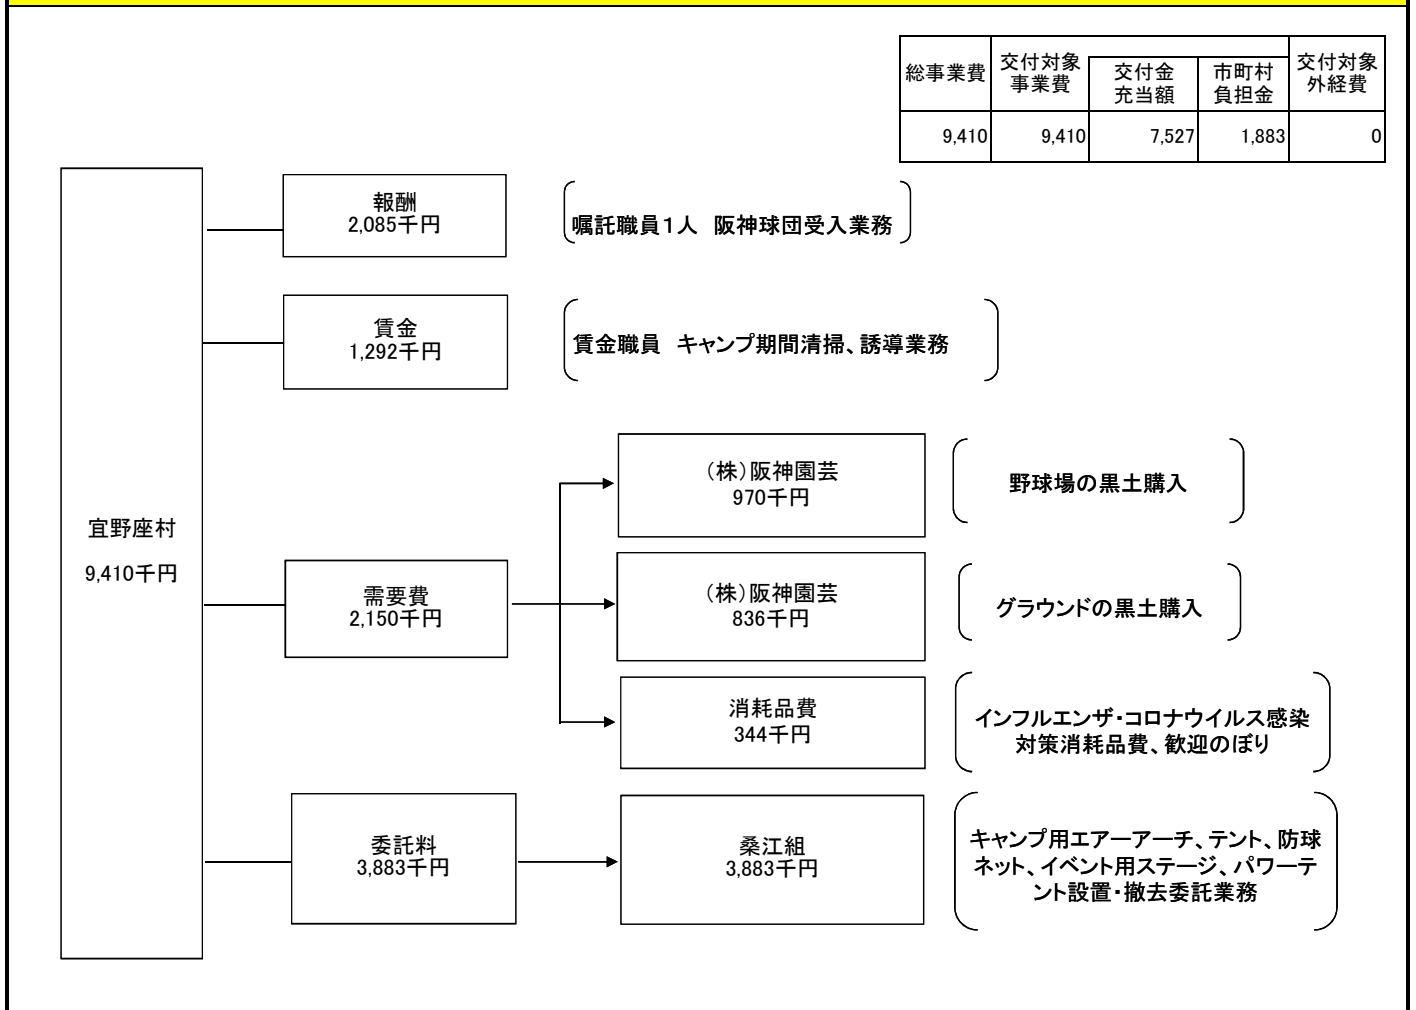 総事業費
交付対象
事業費
交付金
充当額
市町村
負担金
交付対象
外経費
9,410
9,410
7,527
1,883
0
宜野座村
9,410千円
報酬
2,085千円
嘱託職員1人　阪神球団受入業務
賃金
1,292千円
賃金職員　キャンプ期間清掃、誘導業務
需要費
2,150千円
（株）阪神園芸
970千円
野球場の黒土購入
（株）阪神園芸
836千円
グラウンドの黒土購入
消耗品費
344千円
インフルエンザ・コロナウイルス感染
対策消耗品費、歓迎のぼり
委託料
3,883千円
桑江組
3,883千円
キャンプ用エアーアーチ、テント、防球
ネット、イベント用ステージ、パワーテ
ント設置・撤去委託業務